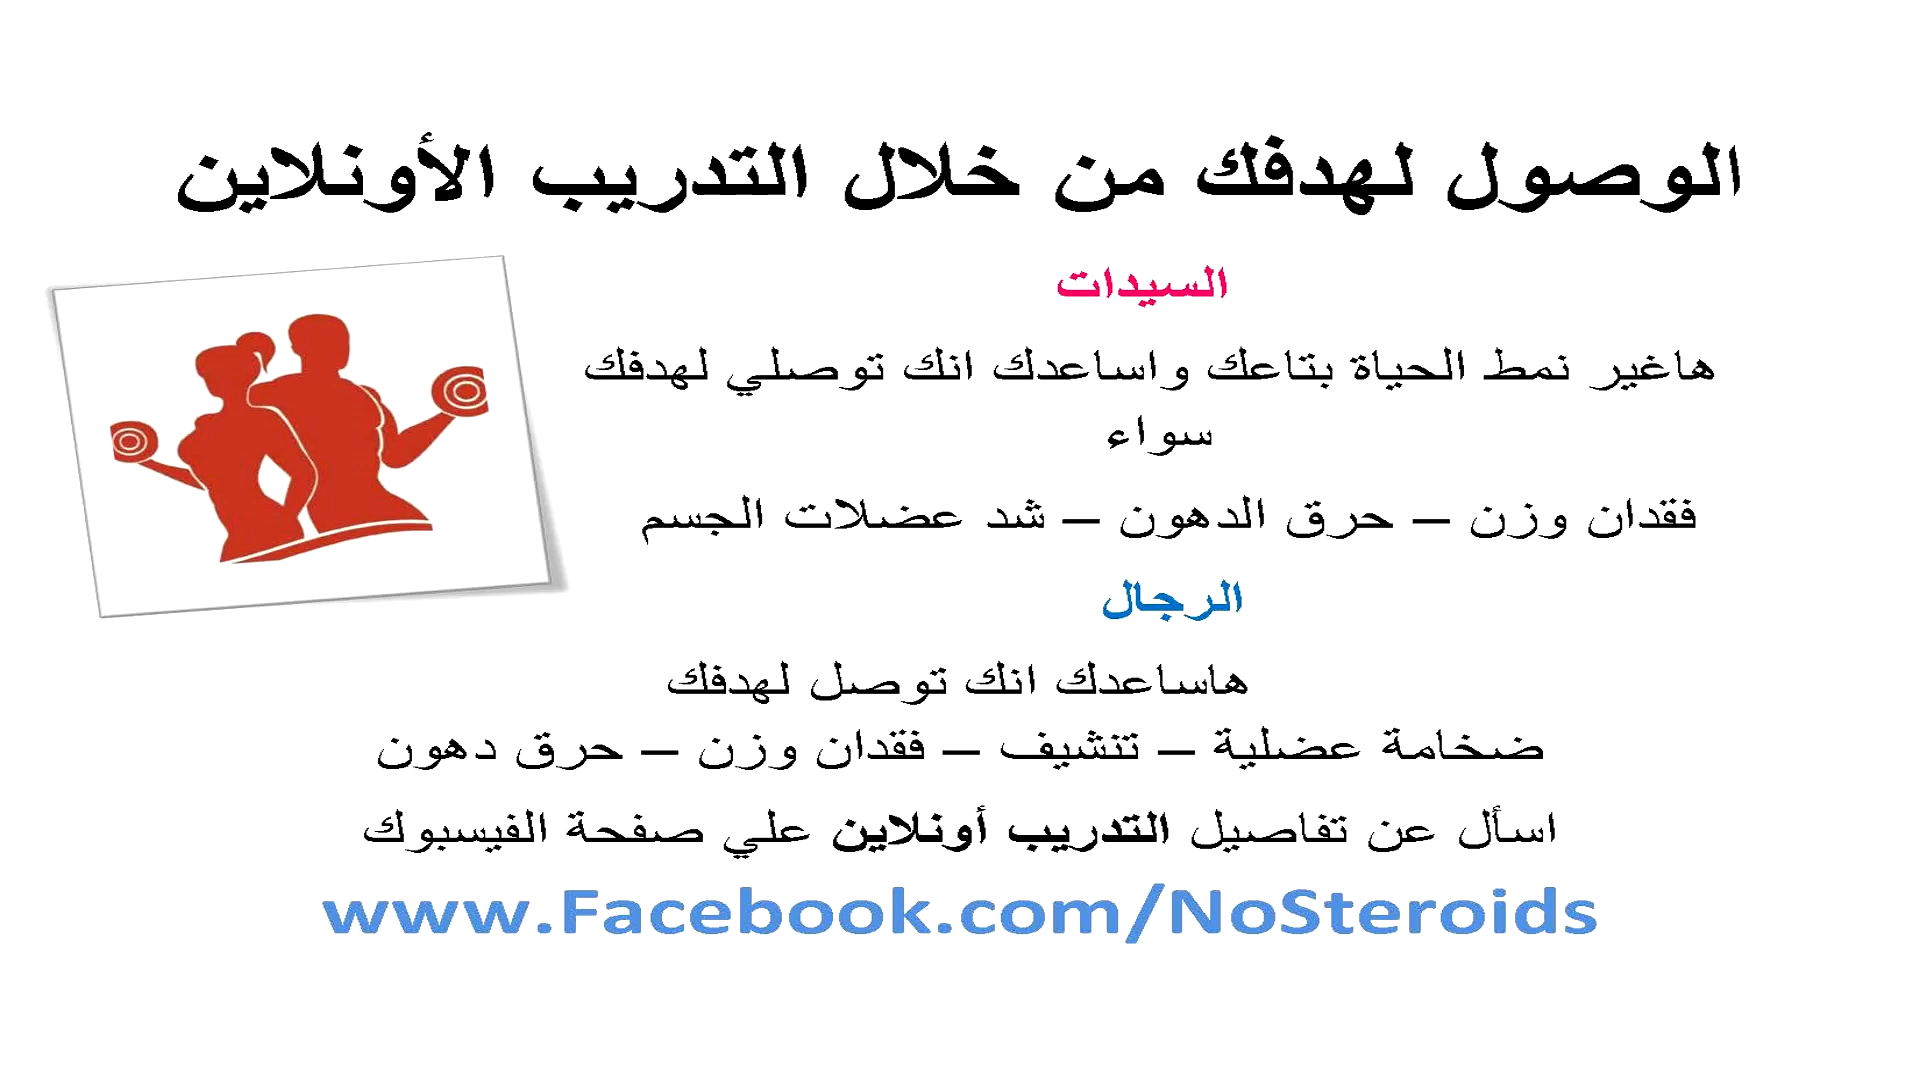 الوصول لهدفك من خلال التدريب الأونلاين
السيدات
هاغير نمط الحياة بتاعك واساعدك انك توصلي لهدفك
سواء
فقدان وزن – حرق الدهون – شد عضلات الجسم
الرجال
هاساعدك انك توصل لهدفك
ضخامة عضلية – تنشيف – فقدان وزن – حرق دهون
اسأل عن تفاصيل التدريب أونلاين علي صفحة الفيسبوك
www.Facebook.com/NoSteroids